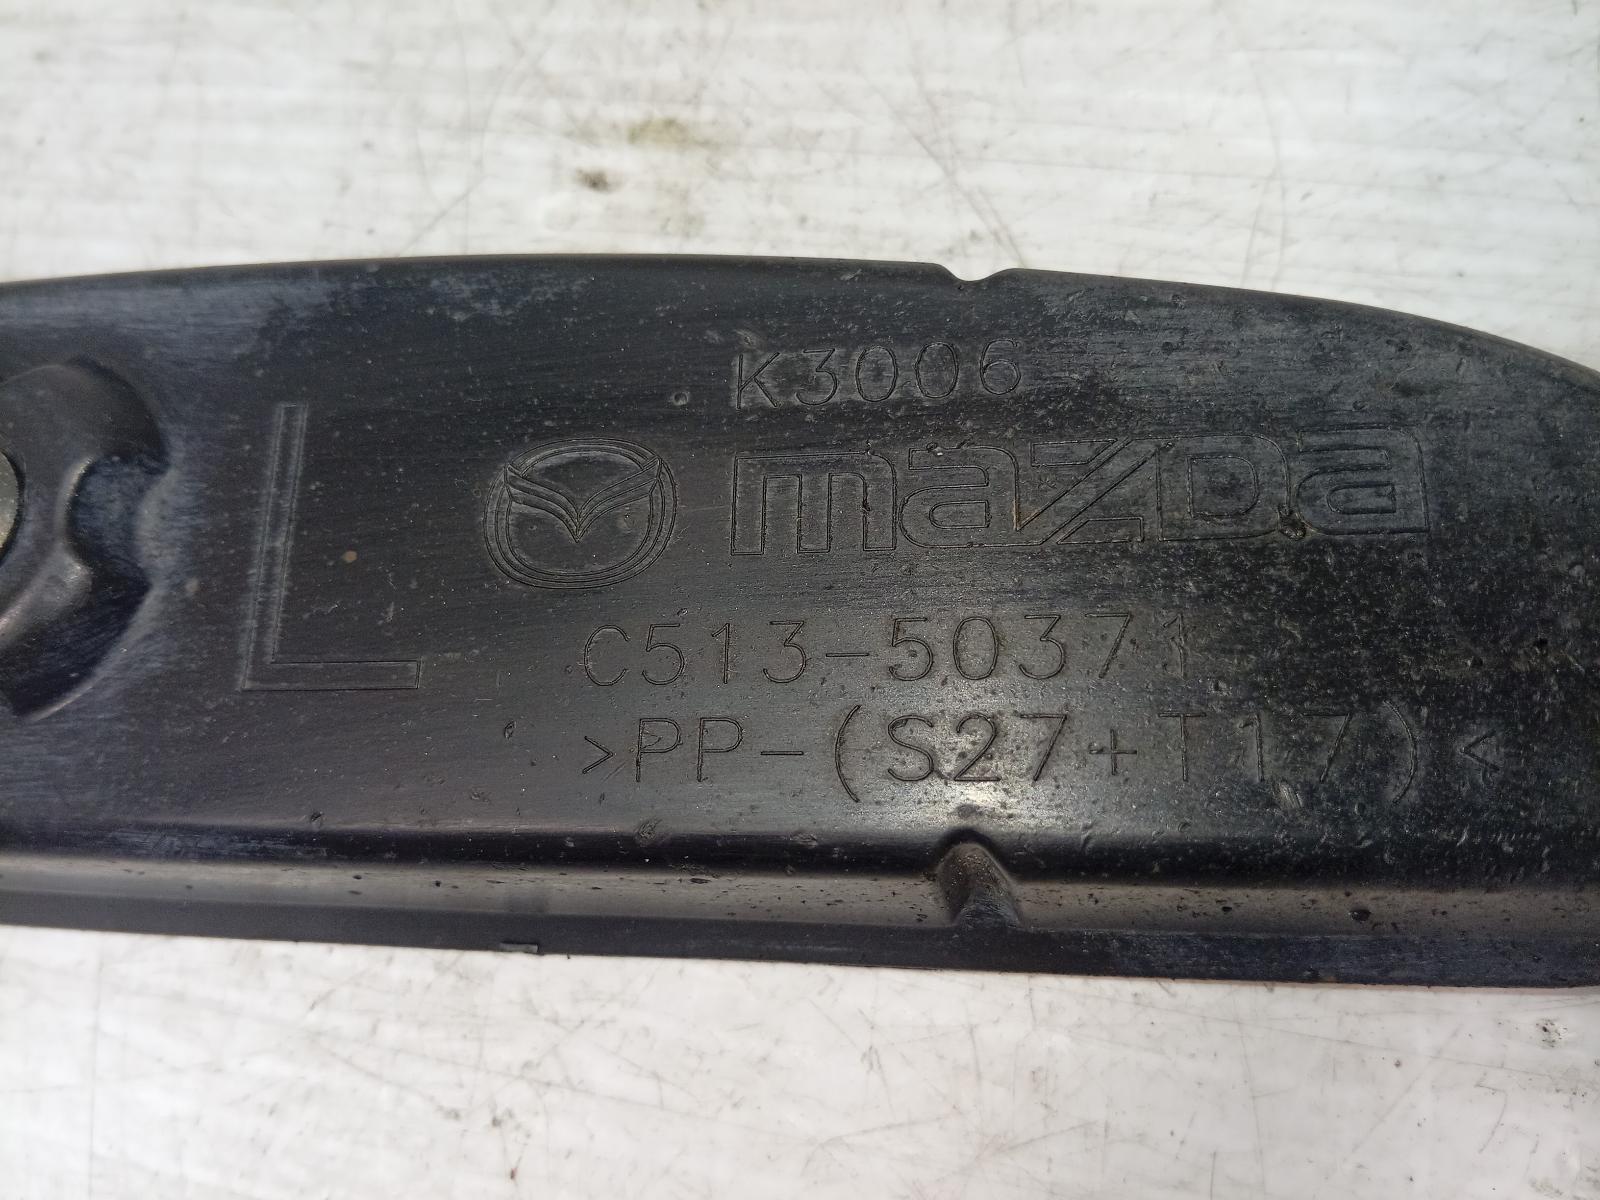 K3006
L mazda
C513-50371
>PP-(S27+T17)<